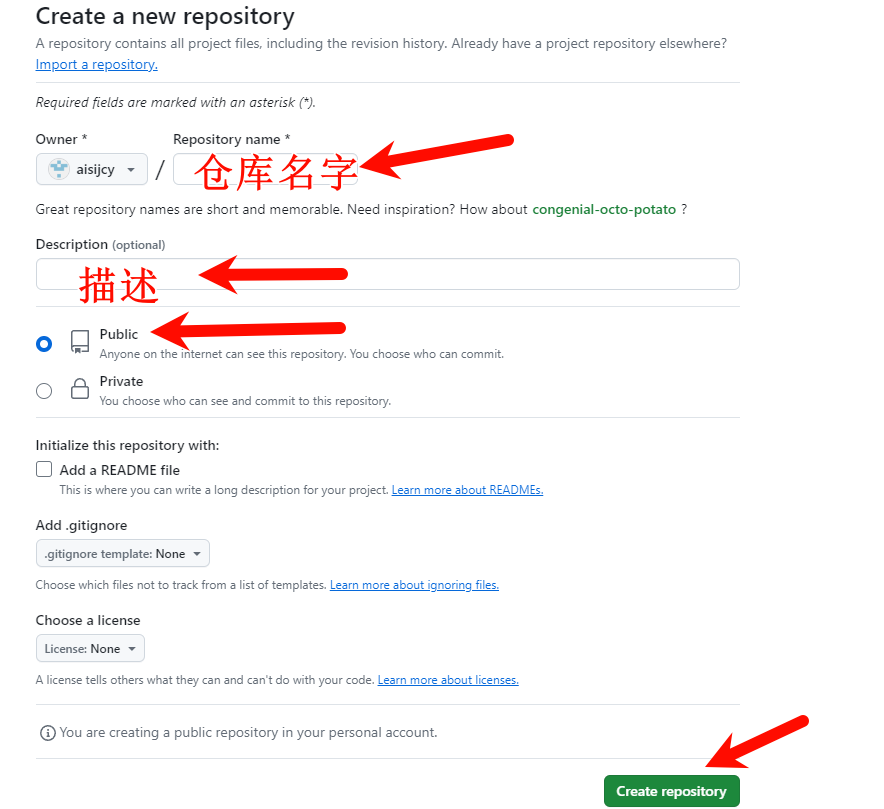 Create a new repository
A repository contains all project files, including the revision history. Already have a project repository elsewhere?
Import a repository.
Required fields are marked with an asterisk (*).
Owner * Repository name *
aisijcy / 仓库名字
Great repository names are short and memorable. Need inspiration? How about congenial-octo-potato ?
Description (optional)
描述
Public
Anyone on the internet can see this repository. You choose who can commit.
Private
You choose who can see and commit to this repository.
Initialize this repository with:
Add a README file
This is where you can write a long description for your project. Learn more about READMEs.
Add .gitignore
.gitignore template: None
Choose which files not to track from a list of templates. Learn more about ignoring files.
Choose a license
License: None
A license tells others what they can and can't do with your code. Learn more about licenses.
You are creating a public repository in your personal account.
Create repository